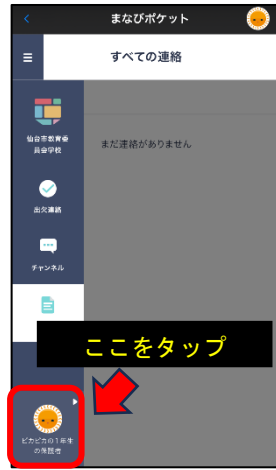 まなびポケット
すべての連絡
仙台市教育委
員会学校
まだ連絡がありません
出欠連絡
チャンネル
ここをタップ
ピカピカの1年生
の保護者